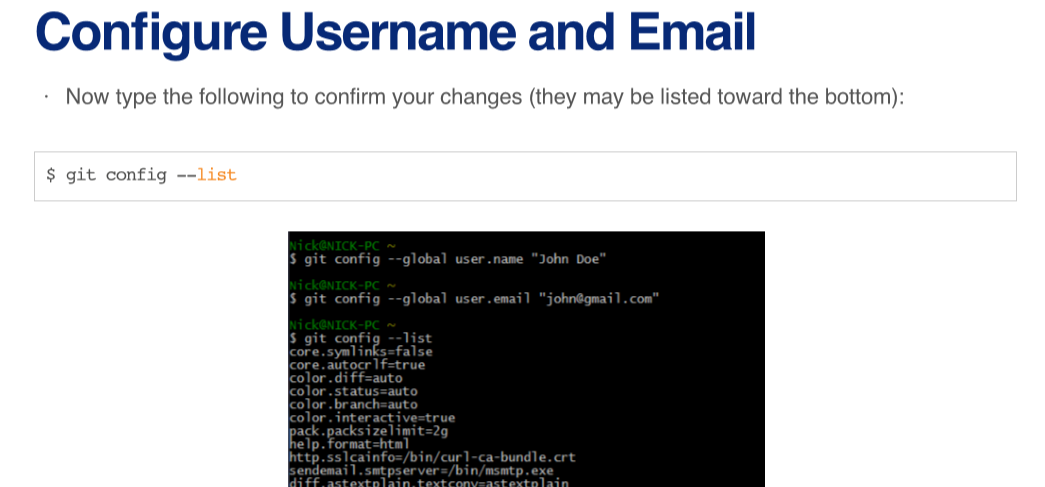 Configure Username and Email
· Now type the following to confirm your changes (they may be listed toward the bottom):
$ git config --list
Nick@NICK-PC ~
$ git config --global user.name "John Doe"
Nick@NICK-PC ~
$ git config --global user.email "john@gmail.com"
Nick@NICK-PC ~
$ git config --list
core.symlinks=false
core.autocrlf=true
color.diff=auto
color.status=auto
color.branch=auto
color.interactive=true
pack.packsizelimit=2g
help.format=html
http.sslcainfo=/bin/curl-ca-bundle.crt
sendemail.smtpserver=/bin/msmtp.exe
diff.astextplain.textconv=astextplain